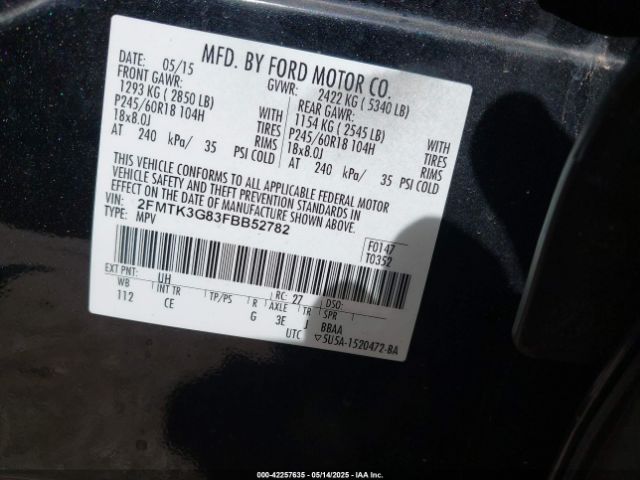 MFD. BY FORD MOTOR CO.
DATE: 05/15 GVWR: 2422 KG ( 5340 LB)
FRONT GAWR: REAR GAWR:
1293 KG ( 2850 LB) 1154 KG ( 2545 LB)
P245/60R18 104H WITH TIRES P245/60R18 104H WITH TIRES
18x8.0J RIMS 18x8.0J RIMS
AT 240 kPa/ 35 PSI COLD AT 240 kPa/ 35 PSI COLD
THIS VEHICLE CONFORMS TO ALL APPLICABLE FEDERAL MOTOR
VEHICLE SAFETY AND THEFT PREVENTION STANDARDS IN
EFFECT ON THE DATE OF MANUFACTURE SHOWN ABOVE.
VIN: 2FMTK3G83FBB52782
TYPE: MPV
F0147
T0352
EXT PNT: UH RC: 27 DSO:
WB INT TR TP/PS R AXLE TR SPR
112 CE G 3E J BBAA
UTC ▽5U5A-1520472-BA
000-42257635 - 05/14/2025 - IAA Inc.